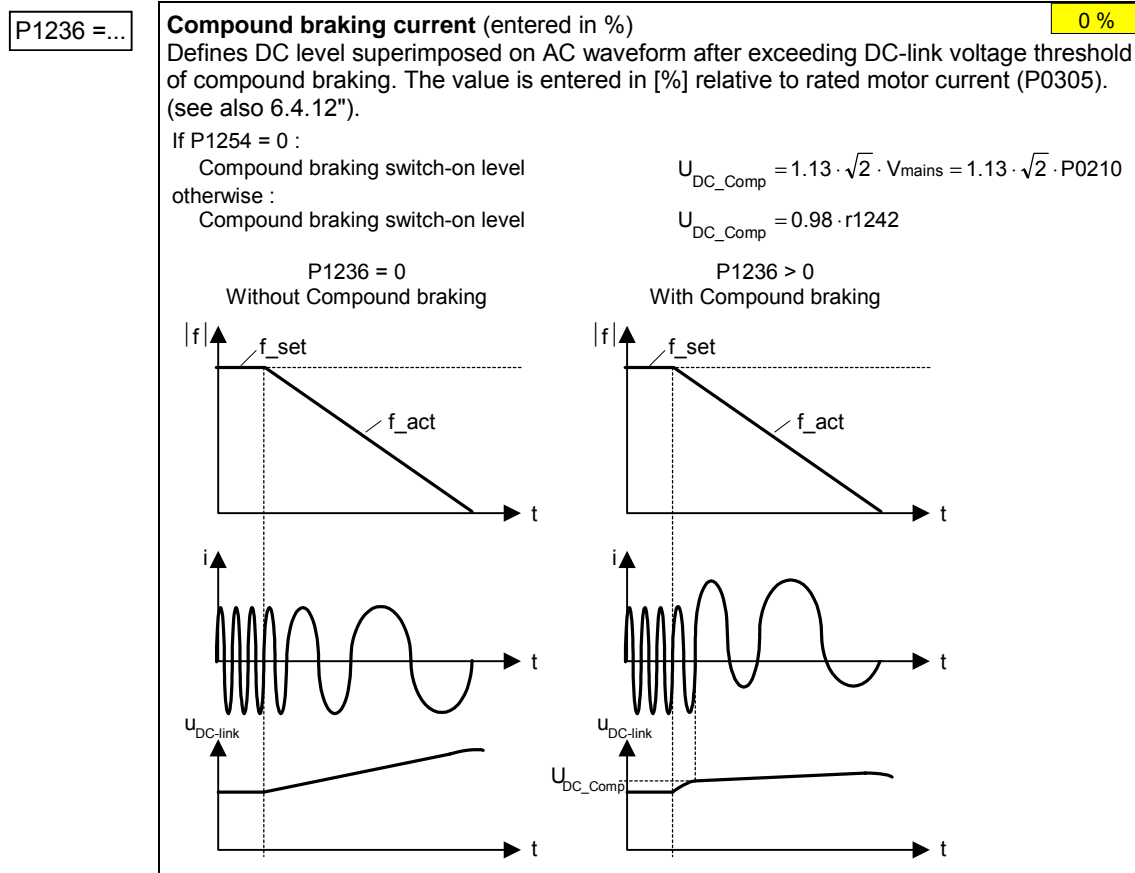 P1236 =...
Compound braking current (entered in %)
0 %
Defines DC level superimposed on AC waveform after exceeding DC-link voltage threshold
of compound braking. The value is entered in [%] relative to rated motor current (P0305).
(see also 6.4.12").
If P1254 = 0 :
Compound braking switch-on level U_DC_Comp = 1.13 · √2 · Vmains = 1.13 · √2 · P0210
otherwise :
Compound braking switch-on level U_DC_Comp = 0.98 · r1242
P1236 = 0
Without Compound braking
P1236 > 0
With Compound braking
|f|
f_set
f_act
t
|f|
f_set
f_act
t
i
t
i
t
u_DC-link
t
u_DC-link
U_DC_Comp
t